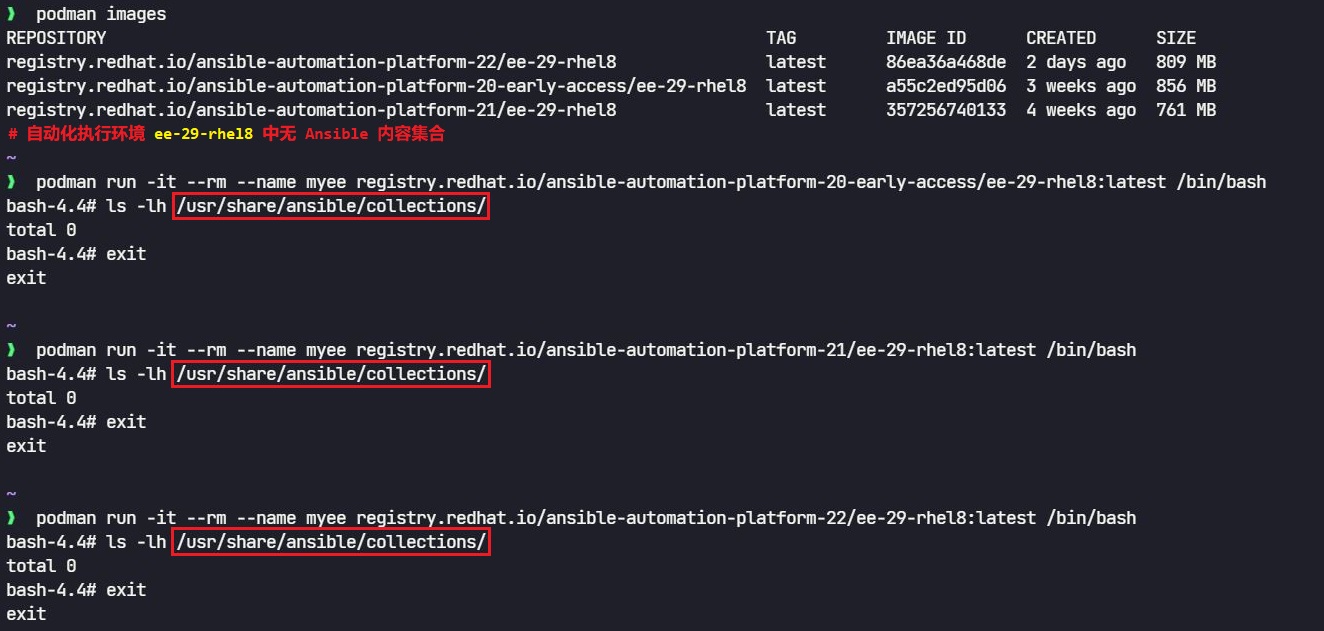 ❯ podman images
REPOSITORY TAG IMAGE ID CREATED SIZE
registry.redhat.io/ansible-automation-platform-22/ee-29-rhel8 latest 86ea36a468de 2 days ago 809 MB
registry.redhat.io/ansible-automation-platform-20-early-access/ee-29-rhel8 latest a55c2ed95d06 3 weeks ago 856 MB
registry.redhat.io/ansible-automation-platform-21/ee-29-rhel8 latest 357256740133 4 weeks ago 761 MB
# 自动化执行环境 ee-29-rhel8 中无 Ansible 内容集合
~
❯ podman run -it --rm --name myee registry.redhat.io/ansible-automation-platform-20-early-access/ee-29-rhel8:latest /bin/bash
bash-4.4# ls -lh /usr/share/ansible/collections/
total 0
bash-4.4# exit
exit
~
❯ podman run -it --rm --name myee registry.redhat.io/ansible-automation-platform-21/ee-29-rhel8:latest /bin/bash
bash-4.4# ls -lh /usr/share/ansible/collections/
total 0
bash-4.4# exit
exit
~
❯ podman run -it --rm --name myee registry.redhat.io/ansible-automation-platform-22/ee-29-rhel8:latest /bin/bash
bash-4.4# ls -lh /usr/share/ansible/collections/
total 0
bash-4.4# exit
exit